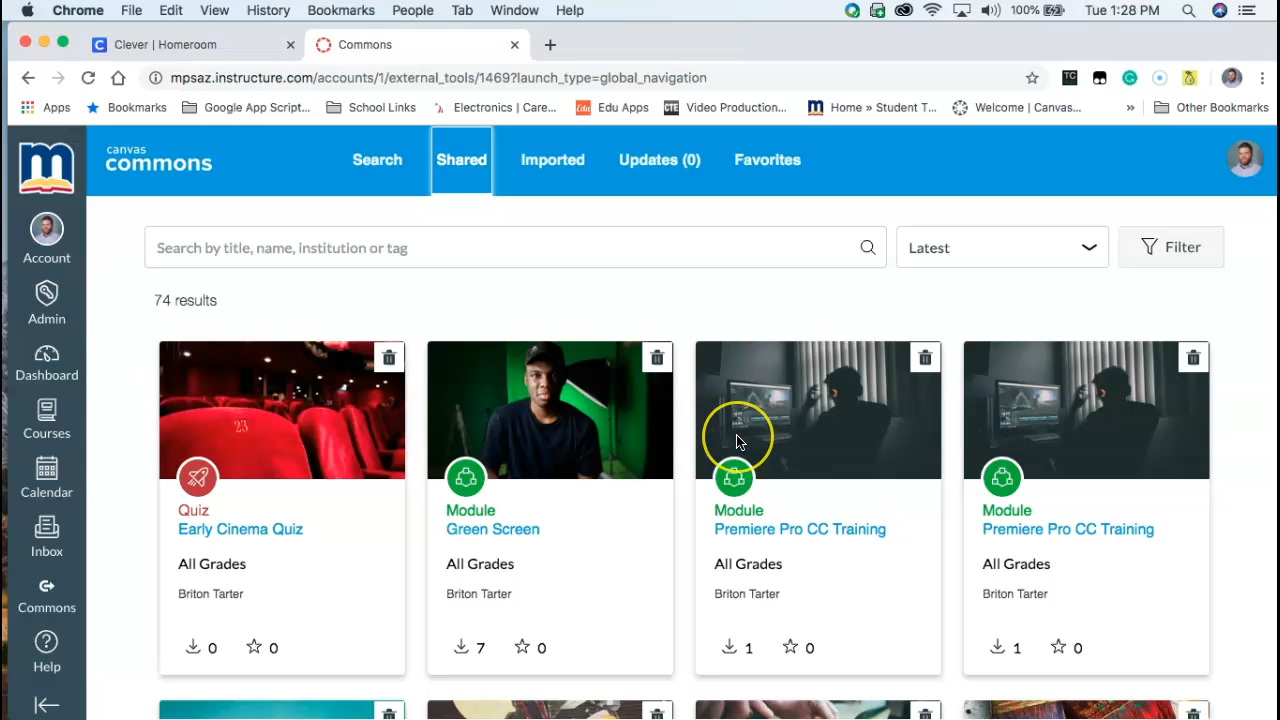 Chrome File Edit View History Bookmarks People Tab Window Help 100% Tue 1:28 PM
Clever | Homeroom Commons
mpsaz.instructure.com/accounts/1/external_tools/1469?launch_type=global_navigation
Apps Bookmarks Google App Script... School Links Electronics | Care... Edu Apps CTE Video Production... Home » Student T... Welcome | Canvas... » Other Bookmarks
m canvas
commons Search Shared Imported Updates (0) Favorites
Account
Admin
Dashboard
Courses
Calendar
Inbox
Commons
Help
Search by title, name, institution or tag Latest Filter
74 results
23
Quiz
Early Cinema Quiz
All Grades
Briton Tarter
0 0
Module
Green Screen
All Grades
Briton Tarter
7 0
Module
Premiere Pro CC Training
All Grades
Briton Tarter
1 0
Module
Premiere Pro CC Training
All Grades
Briton Tarter
1 0